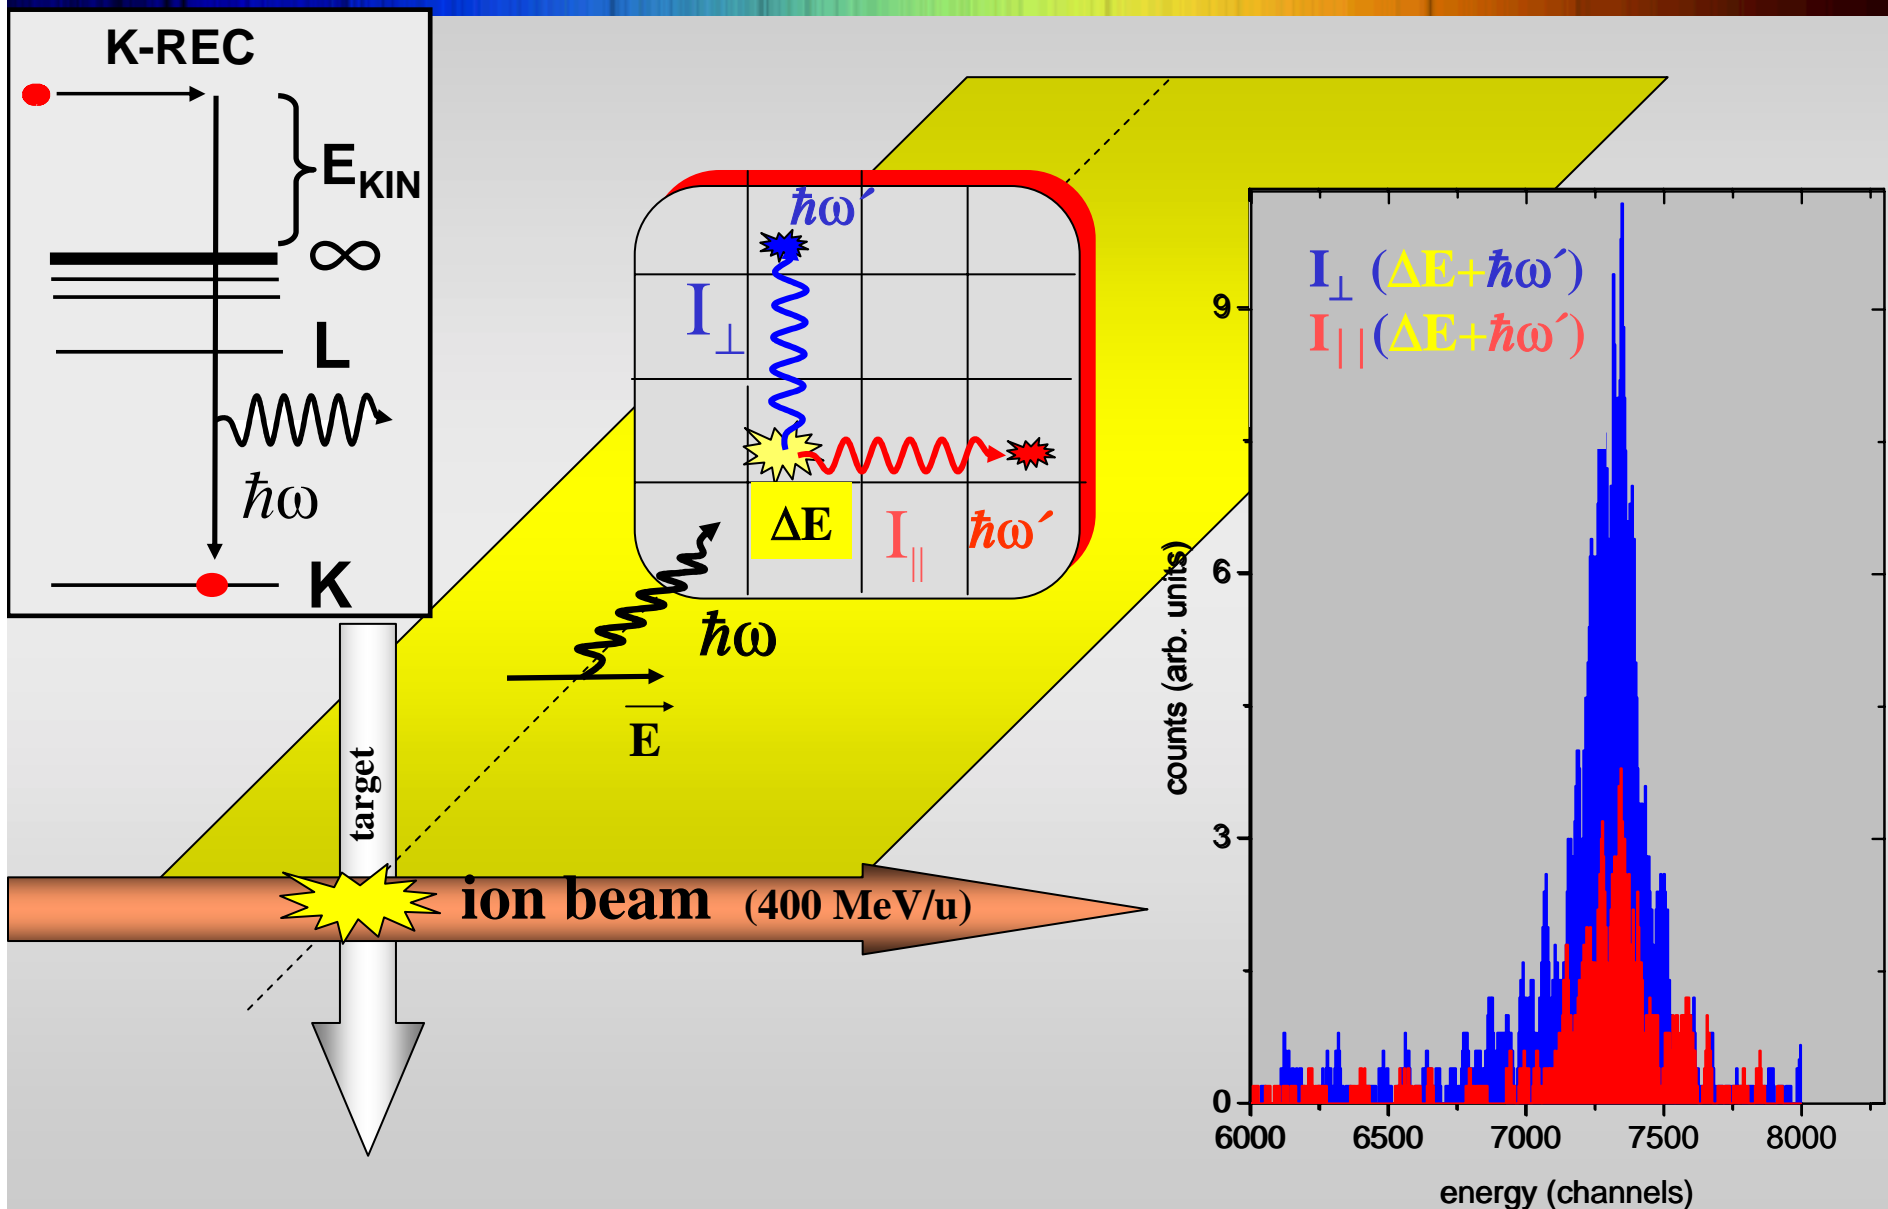 K-REC
E_KIN
∞
L
ħω
K
ħω´
I⊥
ΔE
I||
ħω´
ħω
E
target
ion beam (400 MeV/u)
I⊥ (ΔE+ħω´)
I|| (ΔE+ħω´)
counts (arb. units)
9
6
3
0
6000 6500 7000 7500 8000
energy (channels)